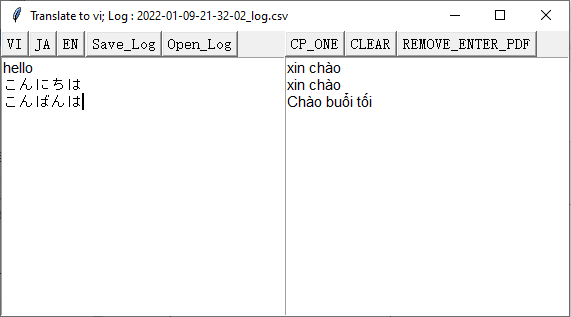 Translate to vi; Log : 2022-01-09-21-32-02_log.csv
VI JA EN Save_Log Open_Log CP_ONE CLEAR REMOVE_ENTER_PDF
hello
こんにちは
こんばんは
xin chào
xin chào
Chào buổi tối